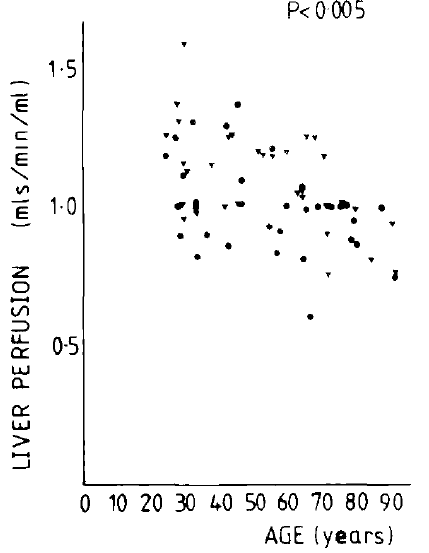 P<0·005
1·5
1·0
0·5
LIVER PERFUSION (mls/min/ml)
0 10 20 30 40 50 60 70 80 90
AGE (years)